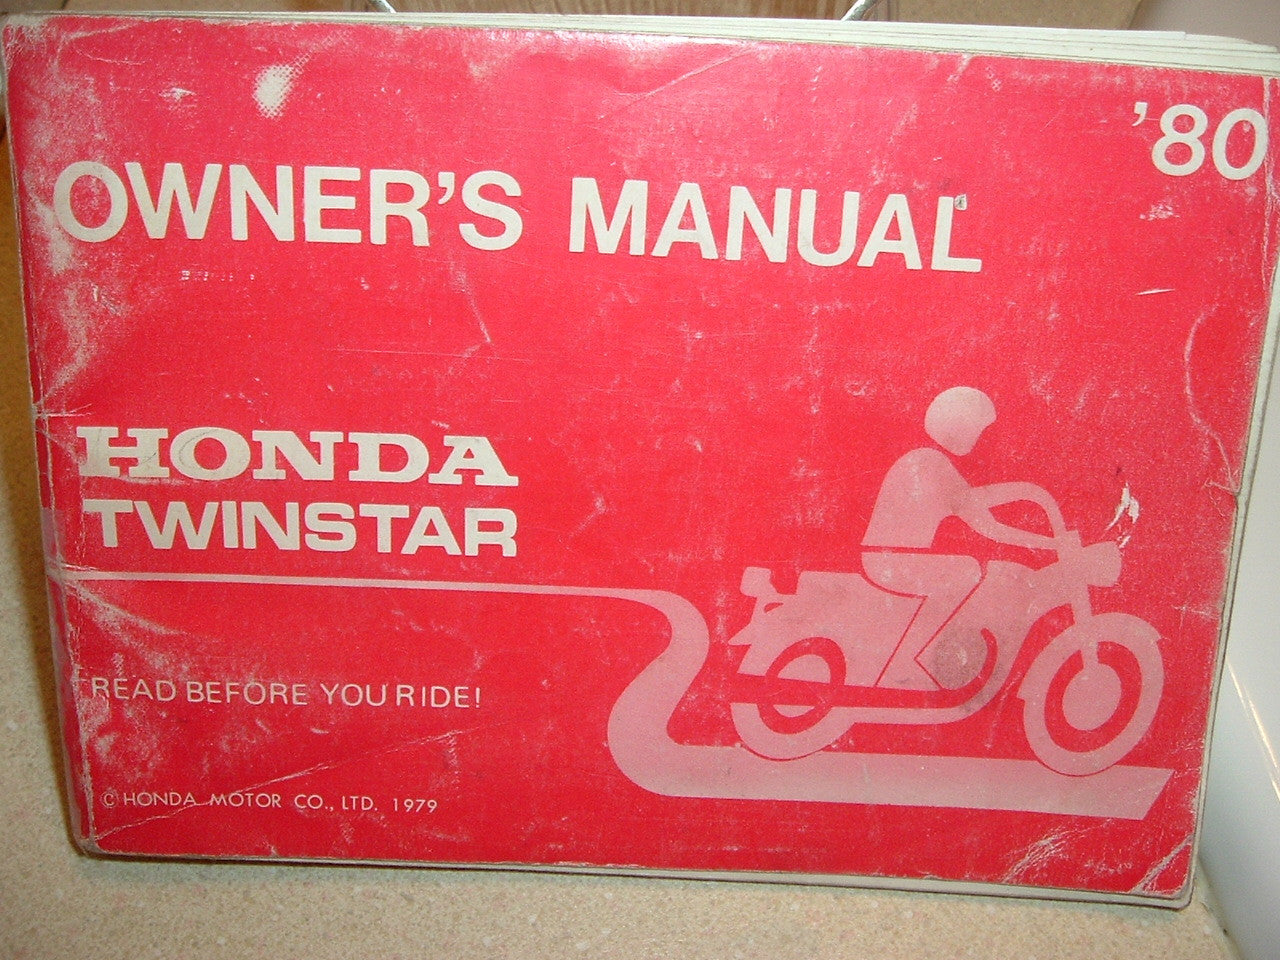 '80
OWNER'S MANUAL
HONDA
TWINSTAR
READ BEFORE YOU RIDE!
© HONDA MOTOR CO., LTD. 1979